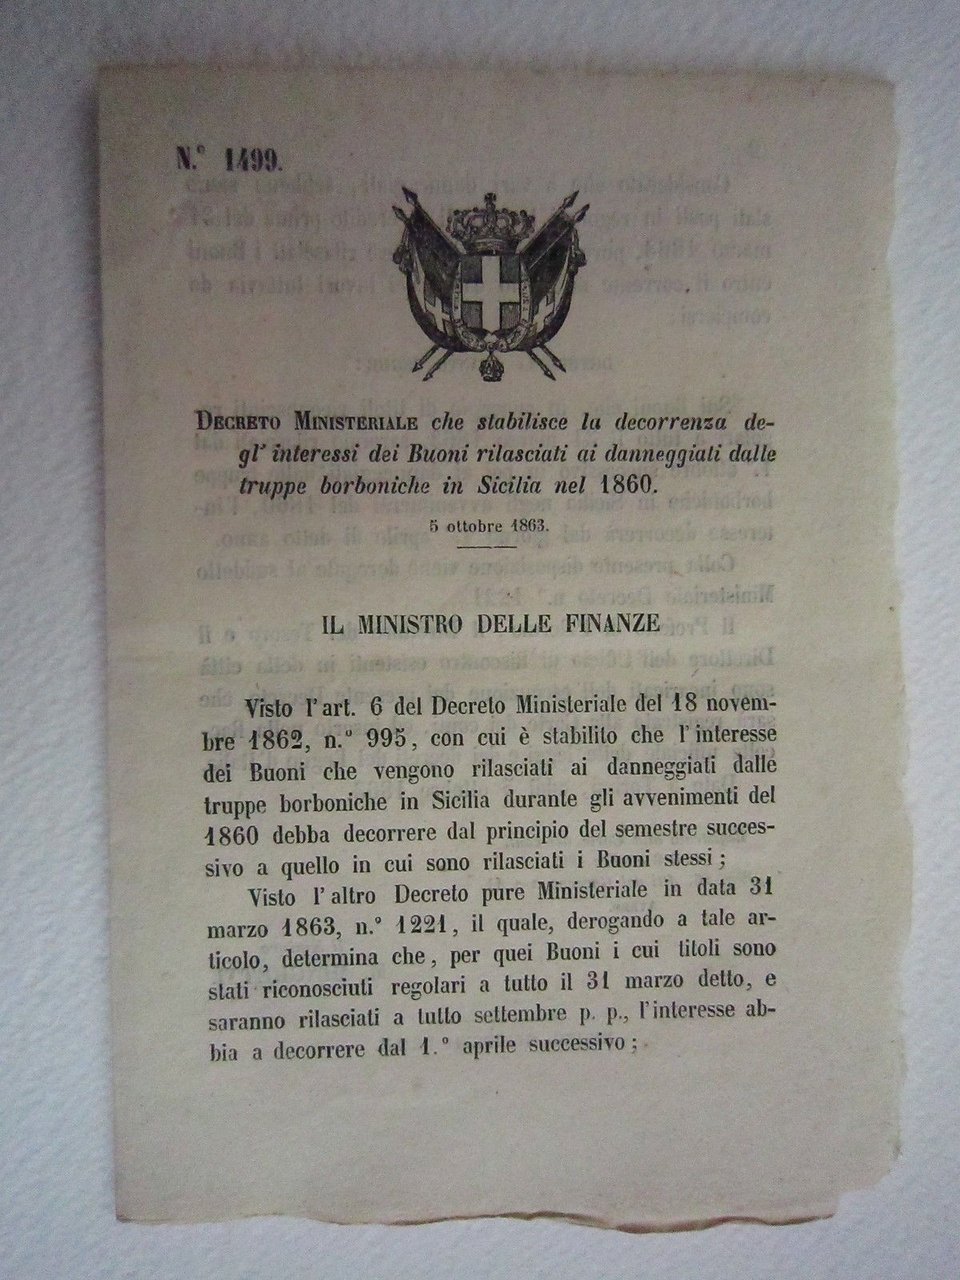 N.º 1499.
DECRETO MINISTERIALE che stabilisce la decorrenza de-
gl'interessi dei Buoni rilasciati ai danneggiati dalle
truppe borboniche in Sicilia nel 1860.
5 ottobre 1863.
IL MINISTRO DELLE FINANZE
Visto l'art. 6 del Decreto Ministeriale del 18 novem-
bre 1862, n.º 995, con cui è stabilito che l'interesse
dei Buoni che vengono rilasciati ai danneggiati dalle
truppe borboniche in Sicilia durante gli avvenimenti del
1860 debba decorrere dal principio del semestre succes-
sivo a quello in cui sono rilasciati i Buoni stessi;
Visto l'altro Decreto pure Ministeriale in data 31
marzo 1863, n.º 1221, il quale, derogando a tale ar-
ticolo, determina che, per quei Buoni i cui titoli sono
stati riconosciuti regolari a tutto il 31 marzo detto, e
saranno rilasciati a tutto settembre p. p., l'interesse ab-
bia a decorrere dal 1.º aprile successivo;